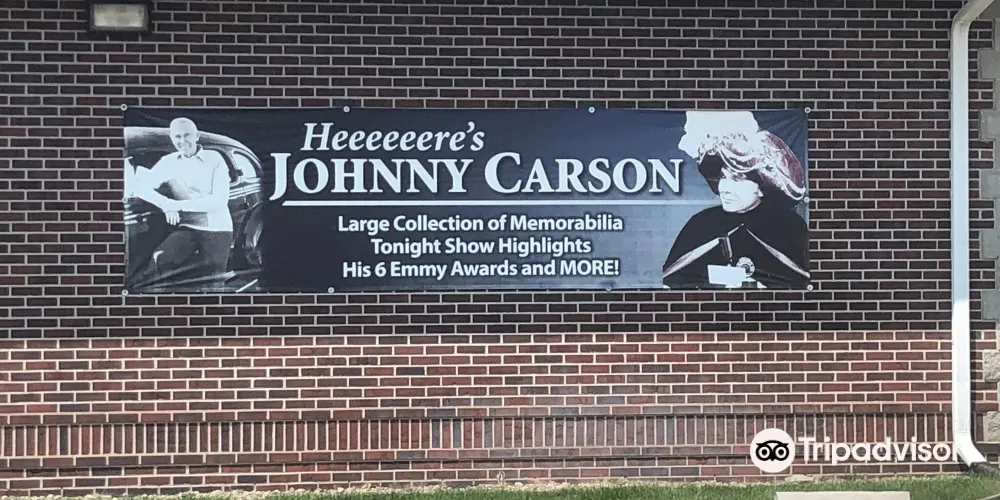 Heeeeeere's
JOHNNY CARSON
Large Collection of Memorabilia
Tonight Show Highlights
His 6 Emmy Awards and MORE!
Tripadvisor